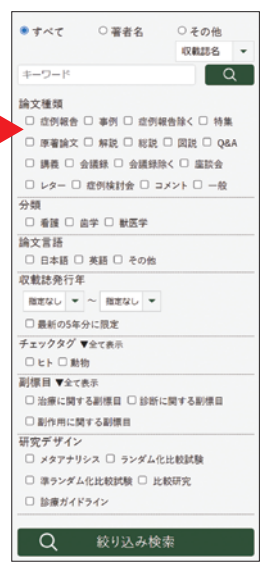 すべて 著者名 その他
収載誌名
キーワード
論文種類
症例報告 事例 症例報告除く 特集
原著論文 解説 総説 図説 Q&A
講義 会議録 会議録除く 座談会
レター 症例検討会 コメント 一般
分類
看護 歯学 獣医学
論文言語
日本語 英語 その他
収載誌発行年
指定なし ～ 指定なし
最新の5年分に限定
チェックタグ ▼全て表示
ヒト 動物
副標目 ▼全て表示
治療に関する副標目 診断に関する副標目
副作用に関する副標目
研究デザイン
メタアナリシス ランダム化比較試験
準ランダム化比較試験 比較研究
診療ガイドライン
絞り込み検索